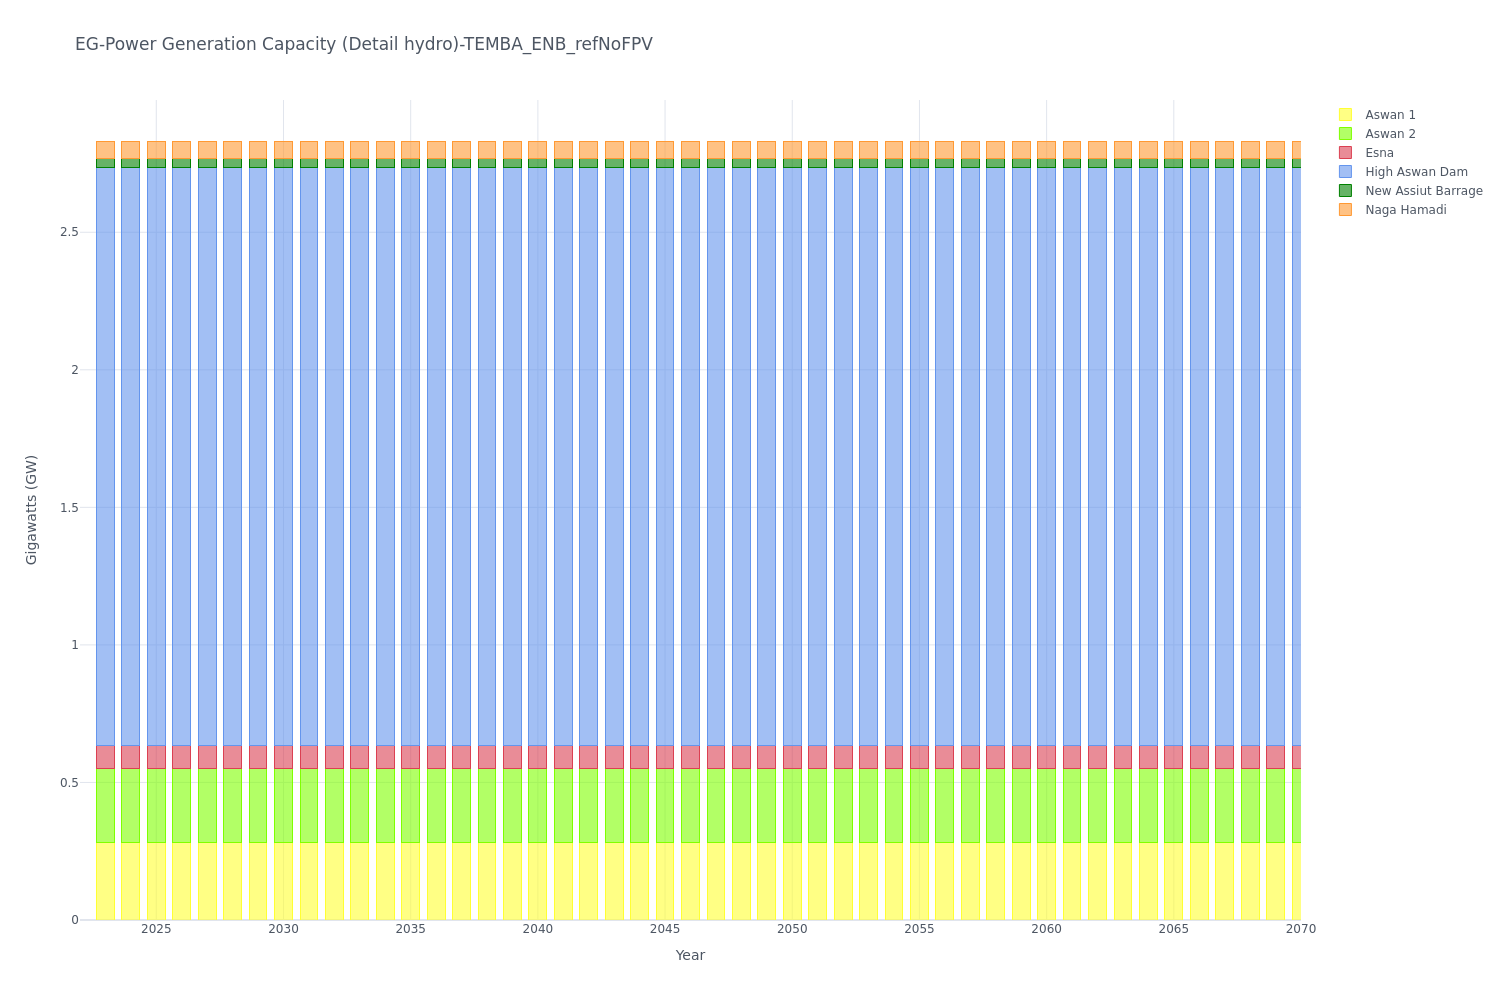 EG-Power Generation Capacity (Detail hydro)-TEMBA_ENB_refNoFPV
Aswan 1
Aswan 2
Esna
High Aswan Dam
New Assiut Barrage
Naga Hamadi
Gigawatts (GW)
2.5
2
1.5
1
0.5
0
2025
2030
2035
2040
2045
2050
2055
2060
2065
2070
Year